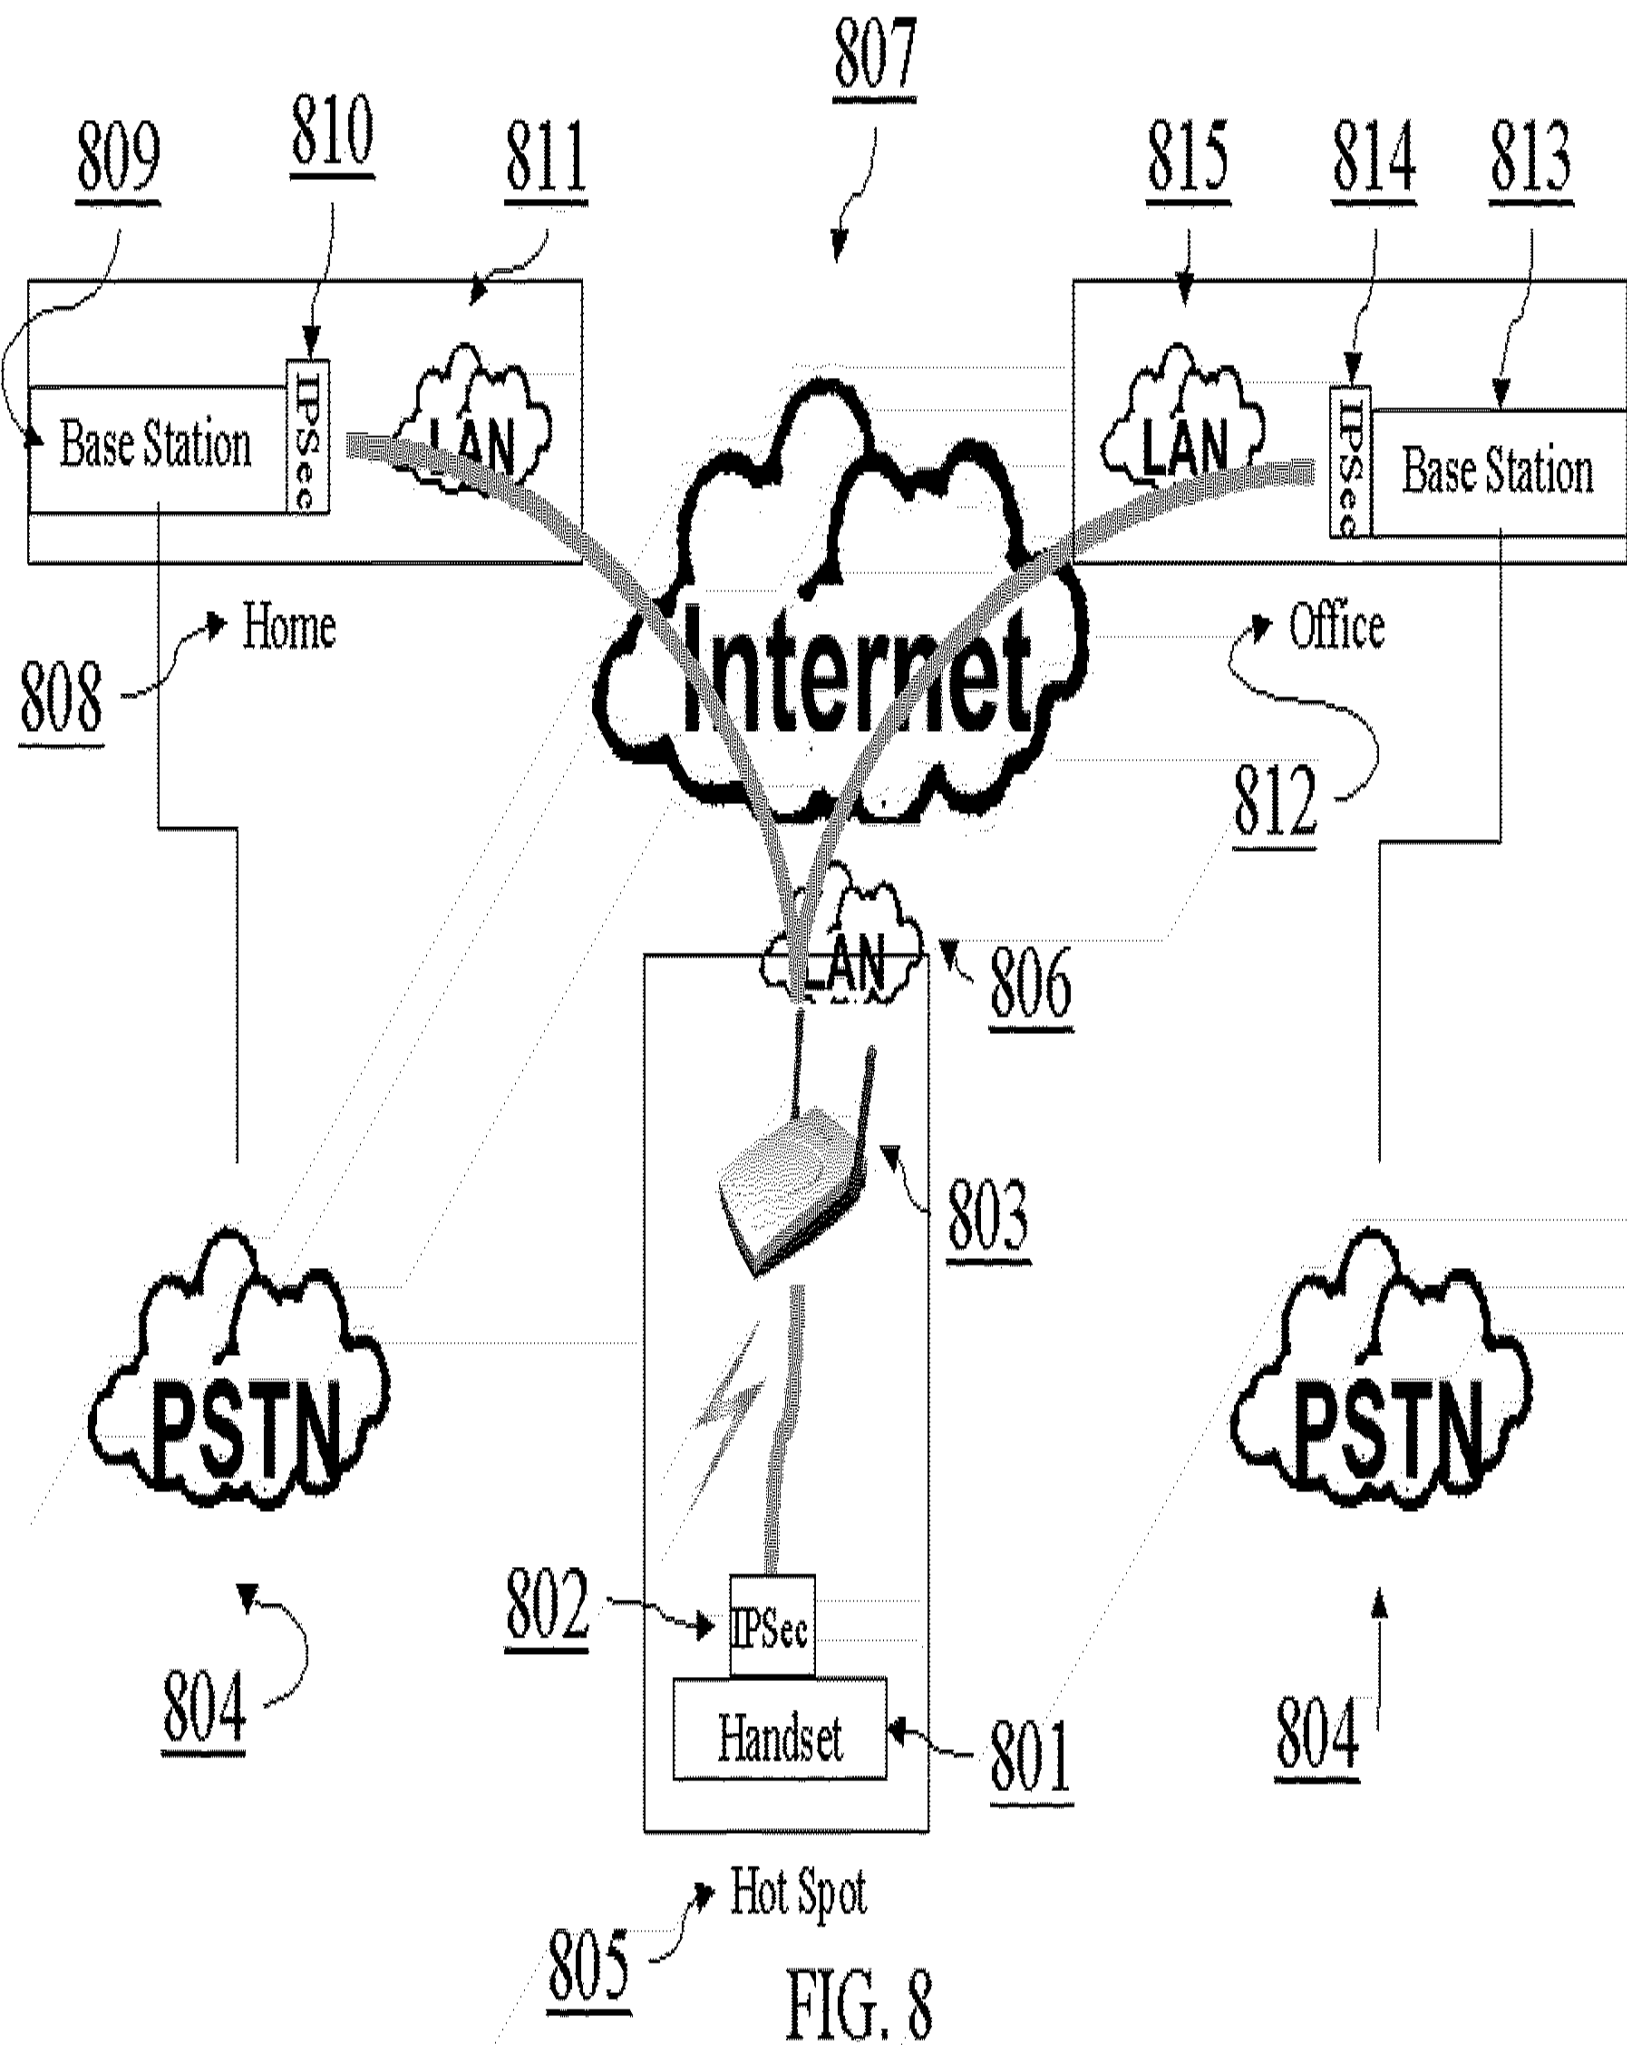 807
809
810
811
815
814
813
Base Station
IPSec
LAN
LAN
IPSec
Base Station
Home
808
Internet
Office
812
LAN
806
803
PSTN
PSTN
802
IPSec
804
Handset
801
804
Hot Spot
805
FIG. 8